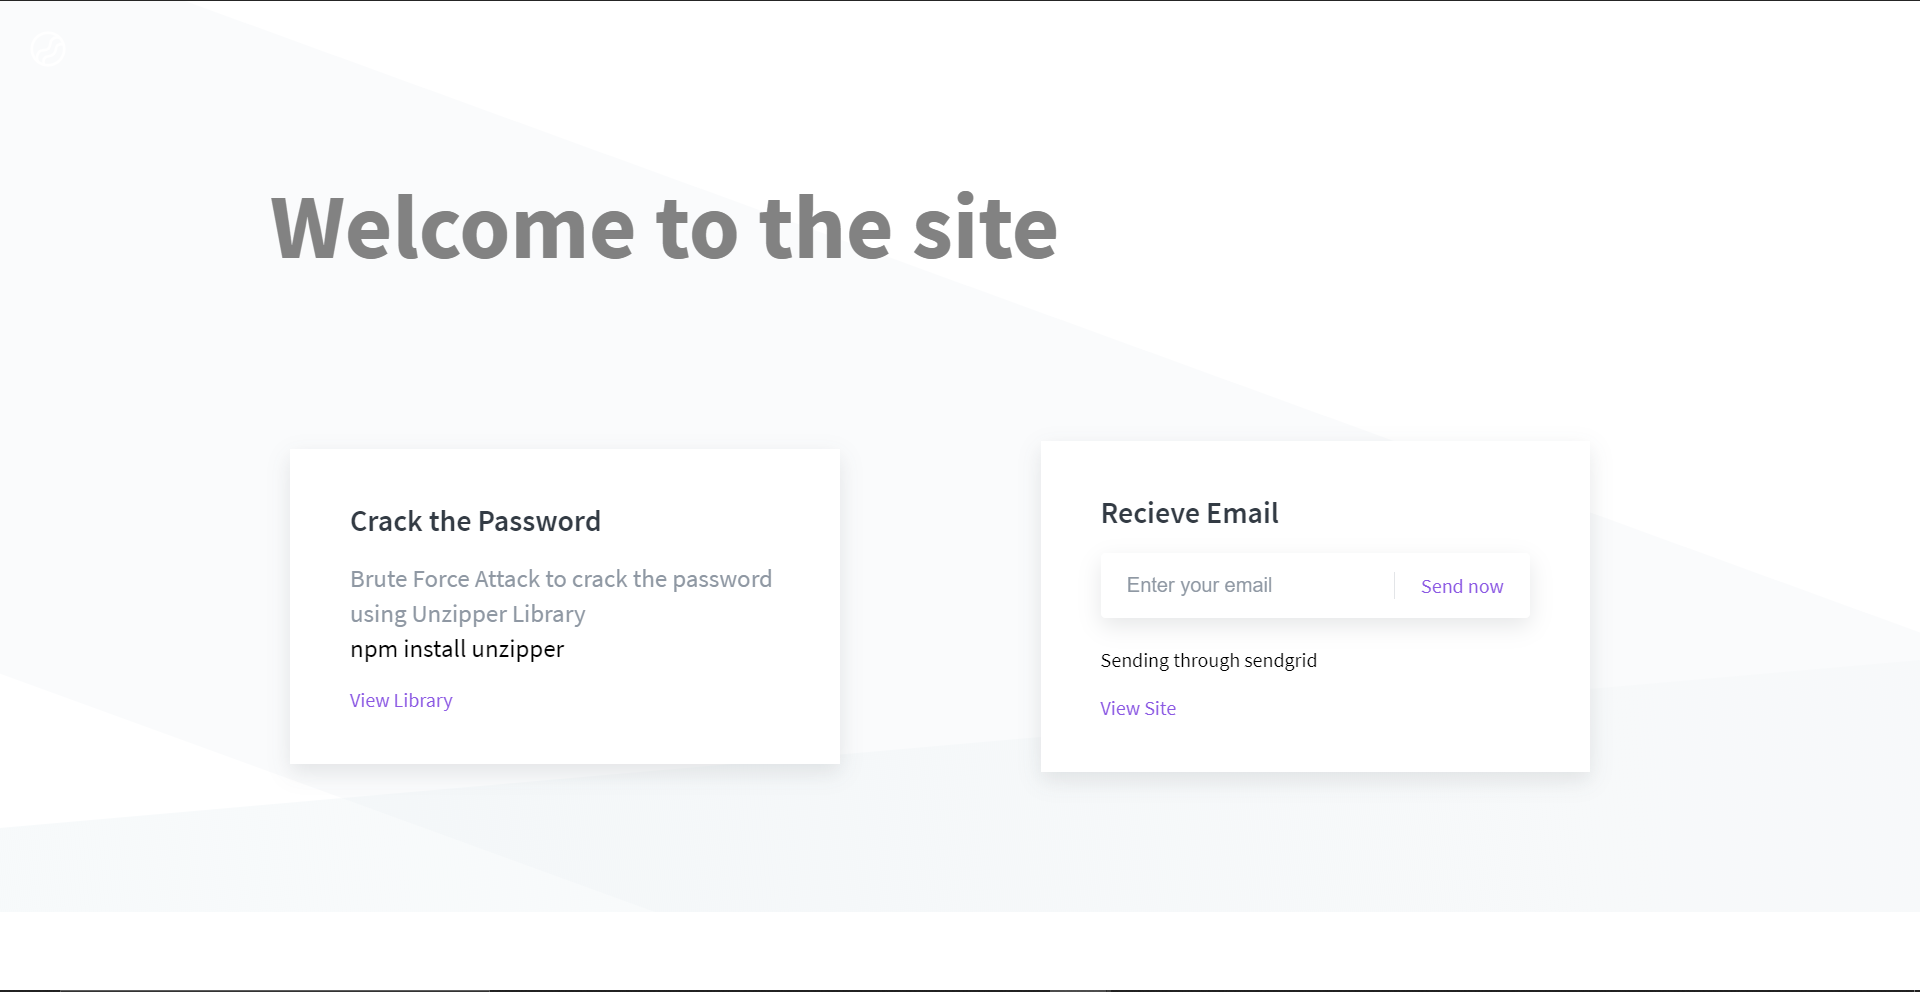 Welcome to the site
Crack the Password
Brute Force Attack to crack the password
using Unzipper Library
npm install unzipper
View Library
Recieve Email
Enter your email
Send now
Sending through sendgrid
View Site